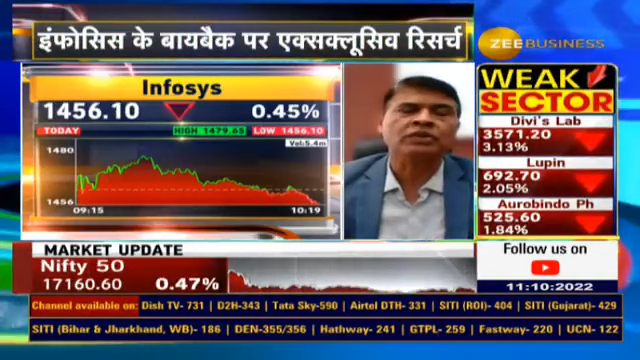 इंफोसिस के बायबैक पर एक्सक्लूसिव रिसर्च
ZEE BUSINESS
Infosys
1456.10 0.45%
TODAY HIGH 1479.65 LOW 1456.10
Vol:5.4m
1480
1456
09:15 10:19
WEAK
SECTOR
Divi's Lab
3571.20
3.13%
Lupin
692.70
2.05%
Aurobindo Ph
525.60
1.84%
MARKET UPDATE
Nifty 50
17160.60 0.47%
Follow us on
11:10:2022
Channel available on: Dish TV- 731 | D2H-343 | Tata Sky-590 | Airtel DTH- 331 | SITI (ROI)- 404 | SITI (Gujarat)- 429
SITI (Bihar & Jharkhand, WB)- 186 | DEN-355/356 | Hathway- 241 | GTPL- 259 | Fastway- 220 | UCN- 122